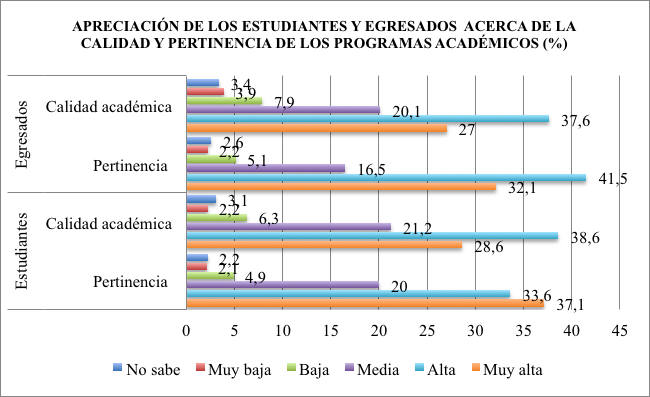 APRECIACIÓN DE LOS ESTUDIANTES Y EGRESADOS ACERCA DE LA
CALIDAD Y PERTINENCIA DE LOS PROGRAMAS ACADÉMICOS (%)
Egresados
Calidad académica
3,4
3,9
7,9
20,1
37,6
27
Pertinencia
2,6
2,2
5,1
16,5
41,5
32,1
Estudiantes
Calidad académica
3,1
2,2
6,3
21,2
38,6
28,6
Pertinencia
2,2
2,1
4,9
20
33,6
37,1
0 5 10 15 20 25 30 35 40 45
No sabe Muy baja Baja Media Alta Muy alta